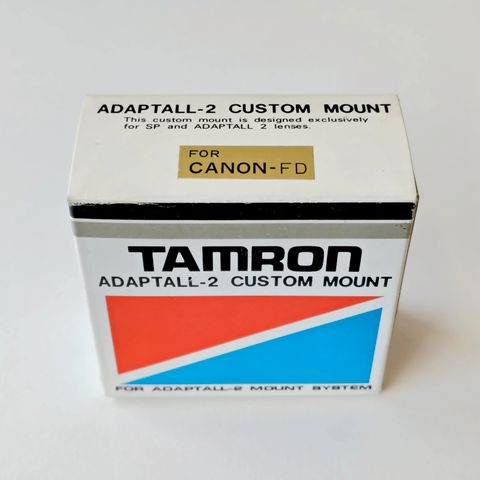 ADAPTALL-2 CUSTOM MOUNT
This custom mount is designed exclusively
for SP and ADAPTALL 2 lenses.
FOR
CANON-FD
TAMRON
ADAPTALL-2 CUSTOM MOUNT
FOR ADAPTALL-2 MOUNT SYSTEM